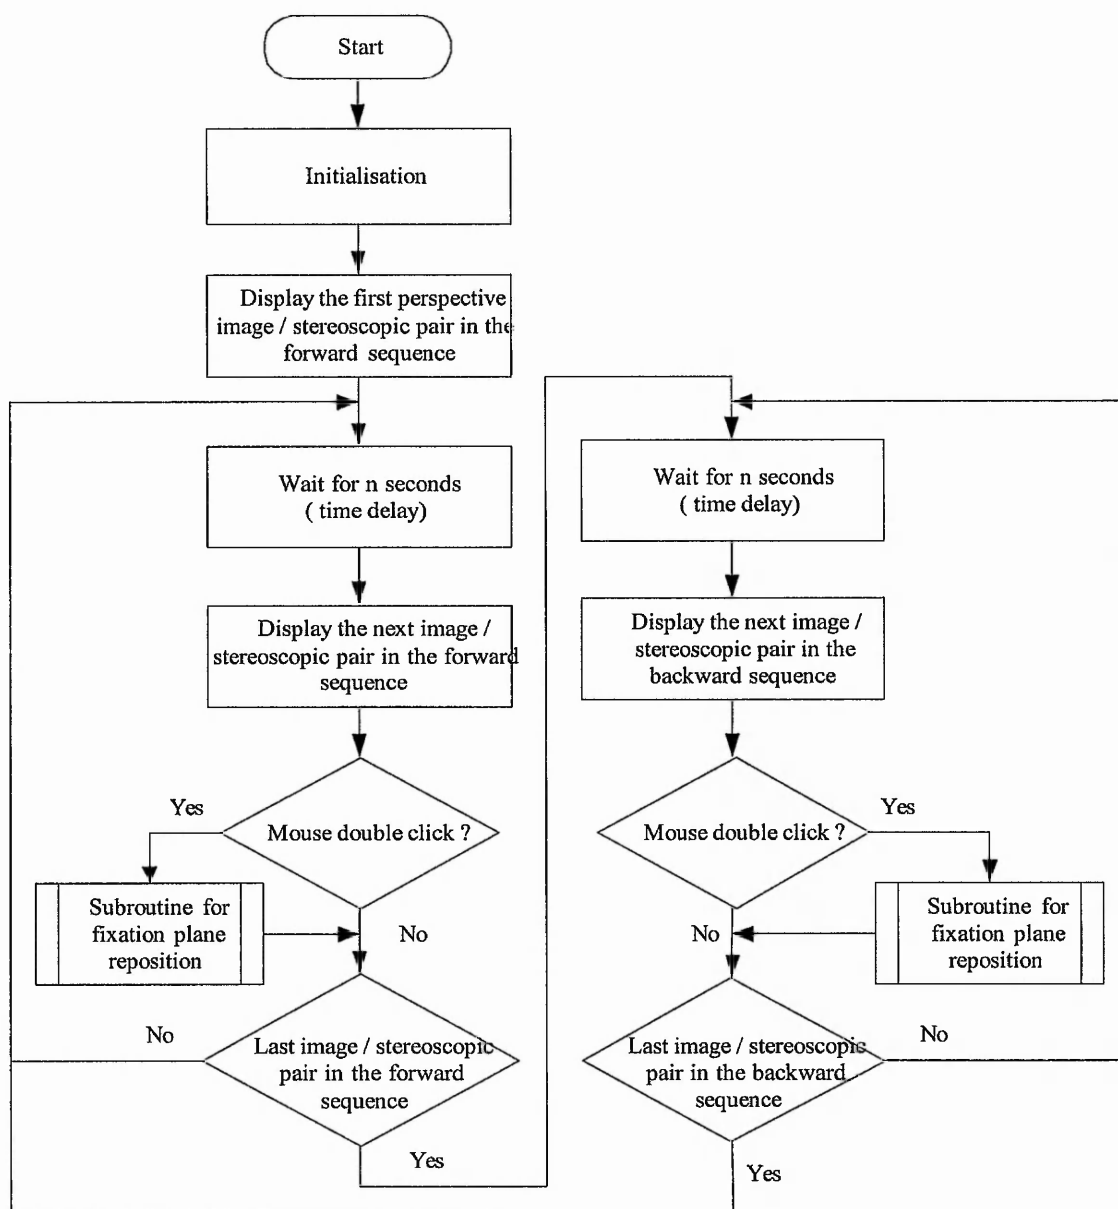 Start
Initialisation
Display the first perspective
image / stereoscopic pair in the
forward sequence
Wait for n seconds
( time delay)
Display the next image /
stereoscopic pair in the forward
sequence
Mouse double click ?
Yes
No
Subroutine for
fixation plane
reposition
Last image / stereoscopic
pair in the forward
sequence
No
Yes
Wait for n seconds
( time delay)
Display the next image /
stereoscopic pair in the
backward sequence
Mouse double click ?
Yes
No
Subroutine for
fixation plane
reposition
Last image / stereoscopic
pair in the backward
sequence
No
Yes